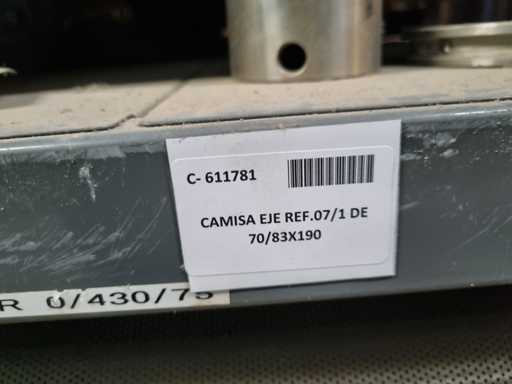 C- 611781
CAMISA EJE REF.07/1 DE
70/83X190
R 0/430/75